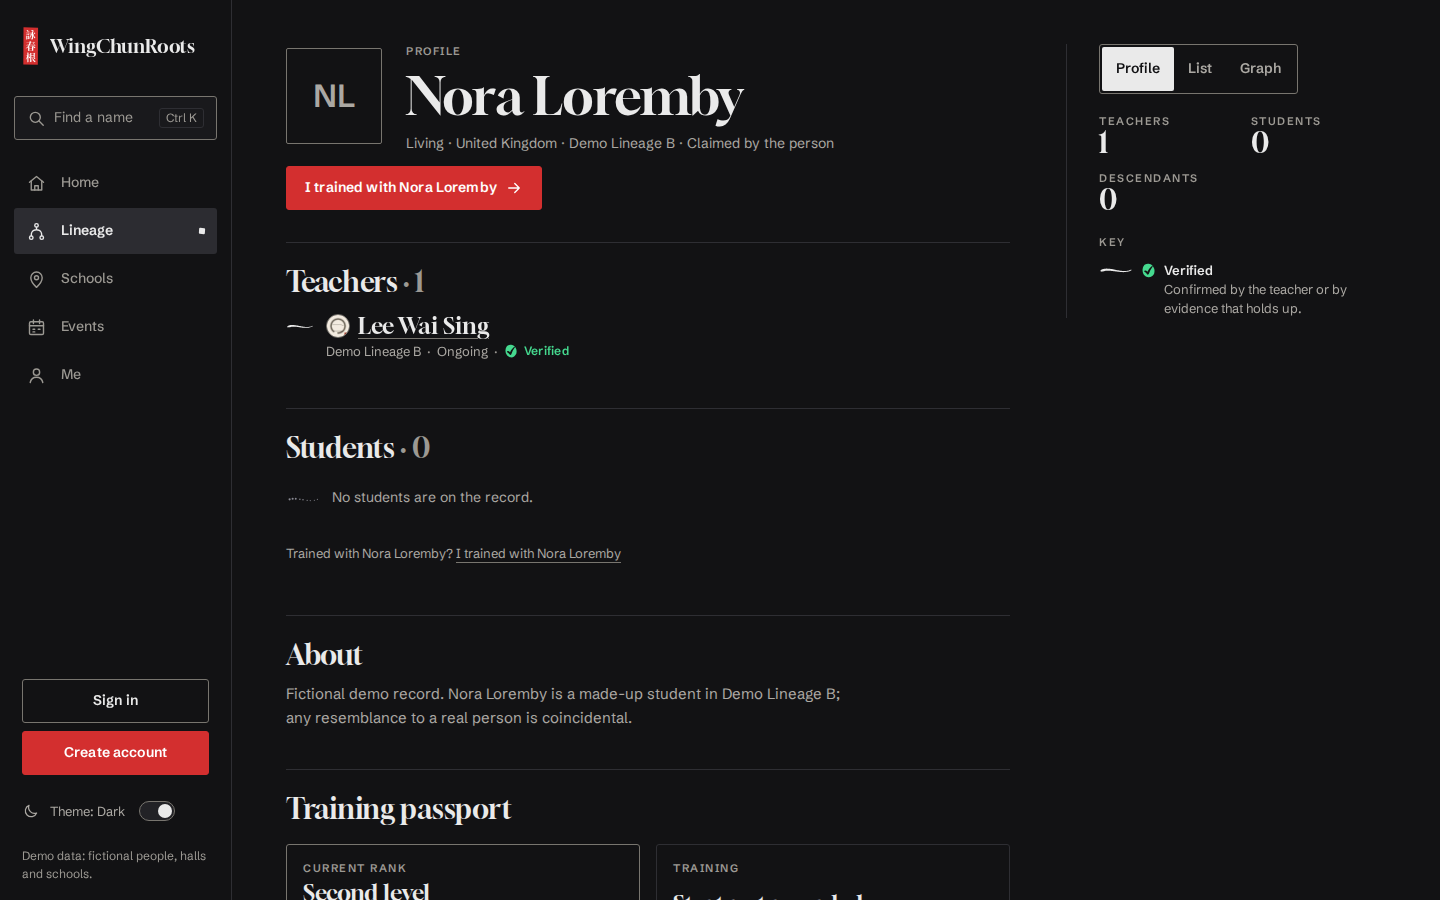 詠春根
WingChunRoots
Find a name
Ctrl K
Home
Lineage
Schools
Events
Me
Sign in
Create account
Theme: Dark
Demo data: fictional people, halls
and schools.
NL
PROFILE
Nora Loremby
Living · United Kingdom · Demo Lineage B · Claimed by the person
I trained with Nora Loremby →
Teachers · 1
Lee Wai Sing
Demo Lineage B · Ongoing · Verified
Students · 0
No students are on the record.
Trained with Nora Loremby? I trained with Nora Loremby
About
Fictional demo record. Nora Loremby is a made-up student in Demo Lineage B;
any resemblance to a real person is coincidental.
Training passport
CURRENT RANK
Second level
TRAINING
Profile
List
Graph
TEACHERS
1
STUDENTS
0
DESCENDANTS
0
KEY
Verified
Confirmed by the teacher or by
evidence that holds up.